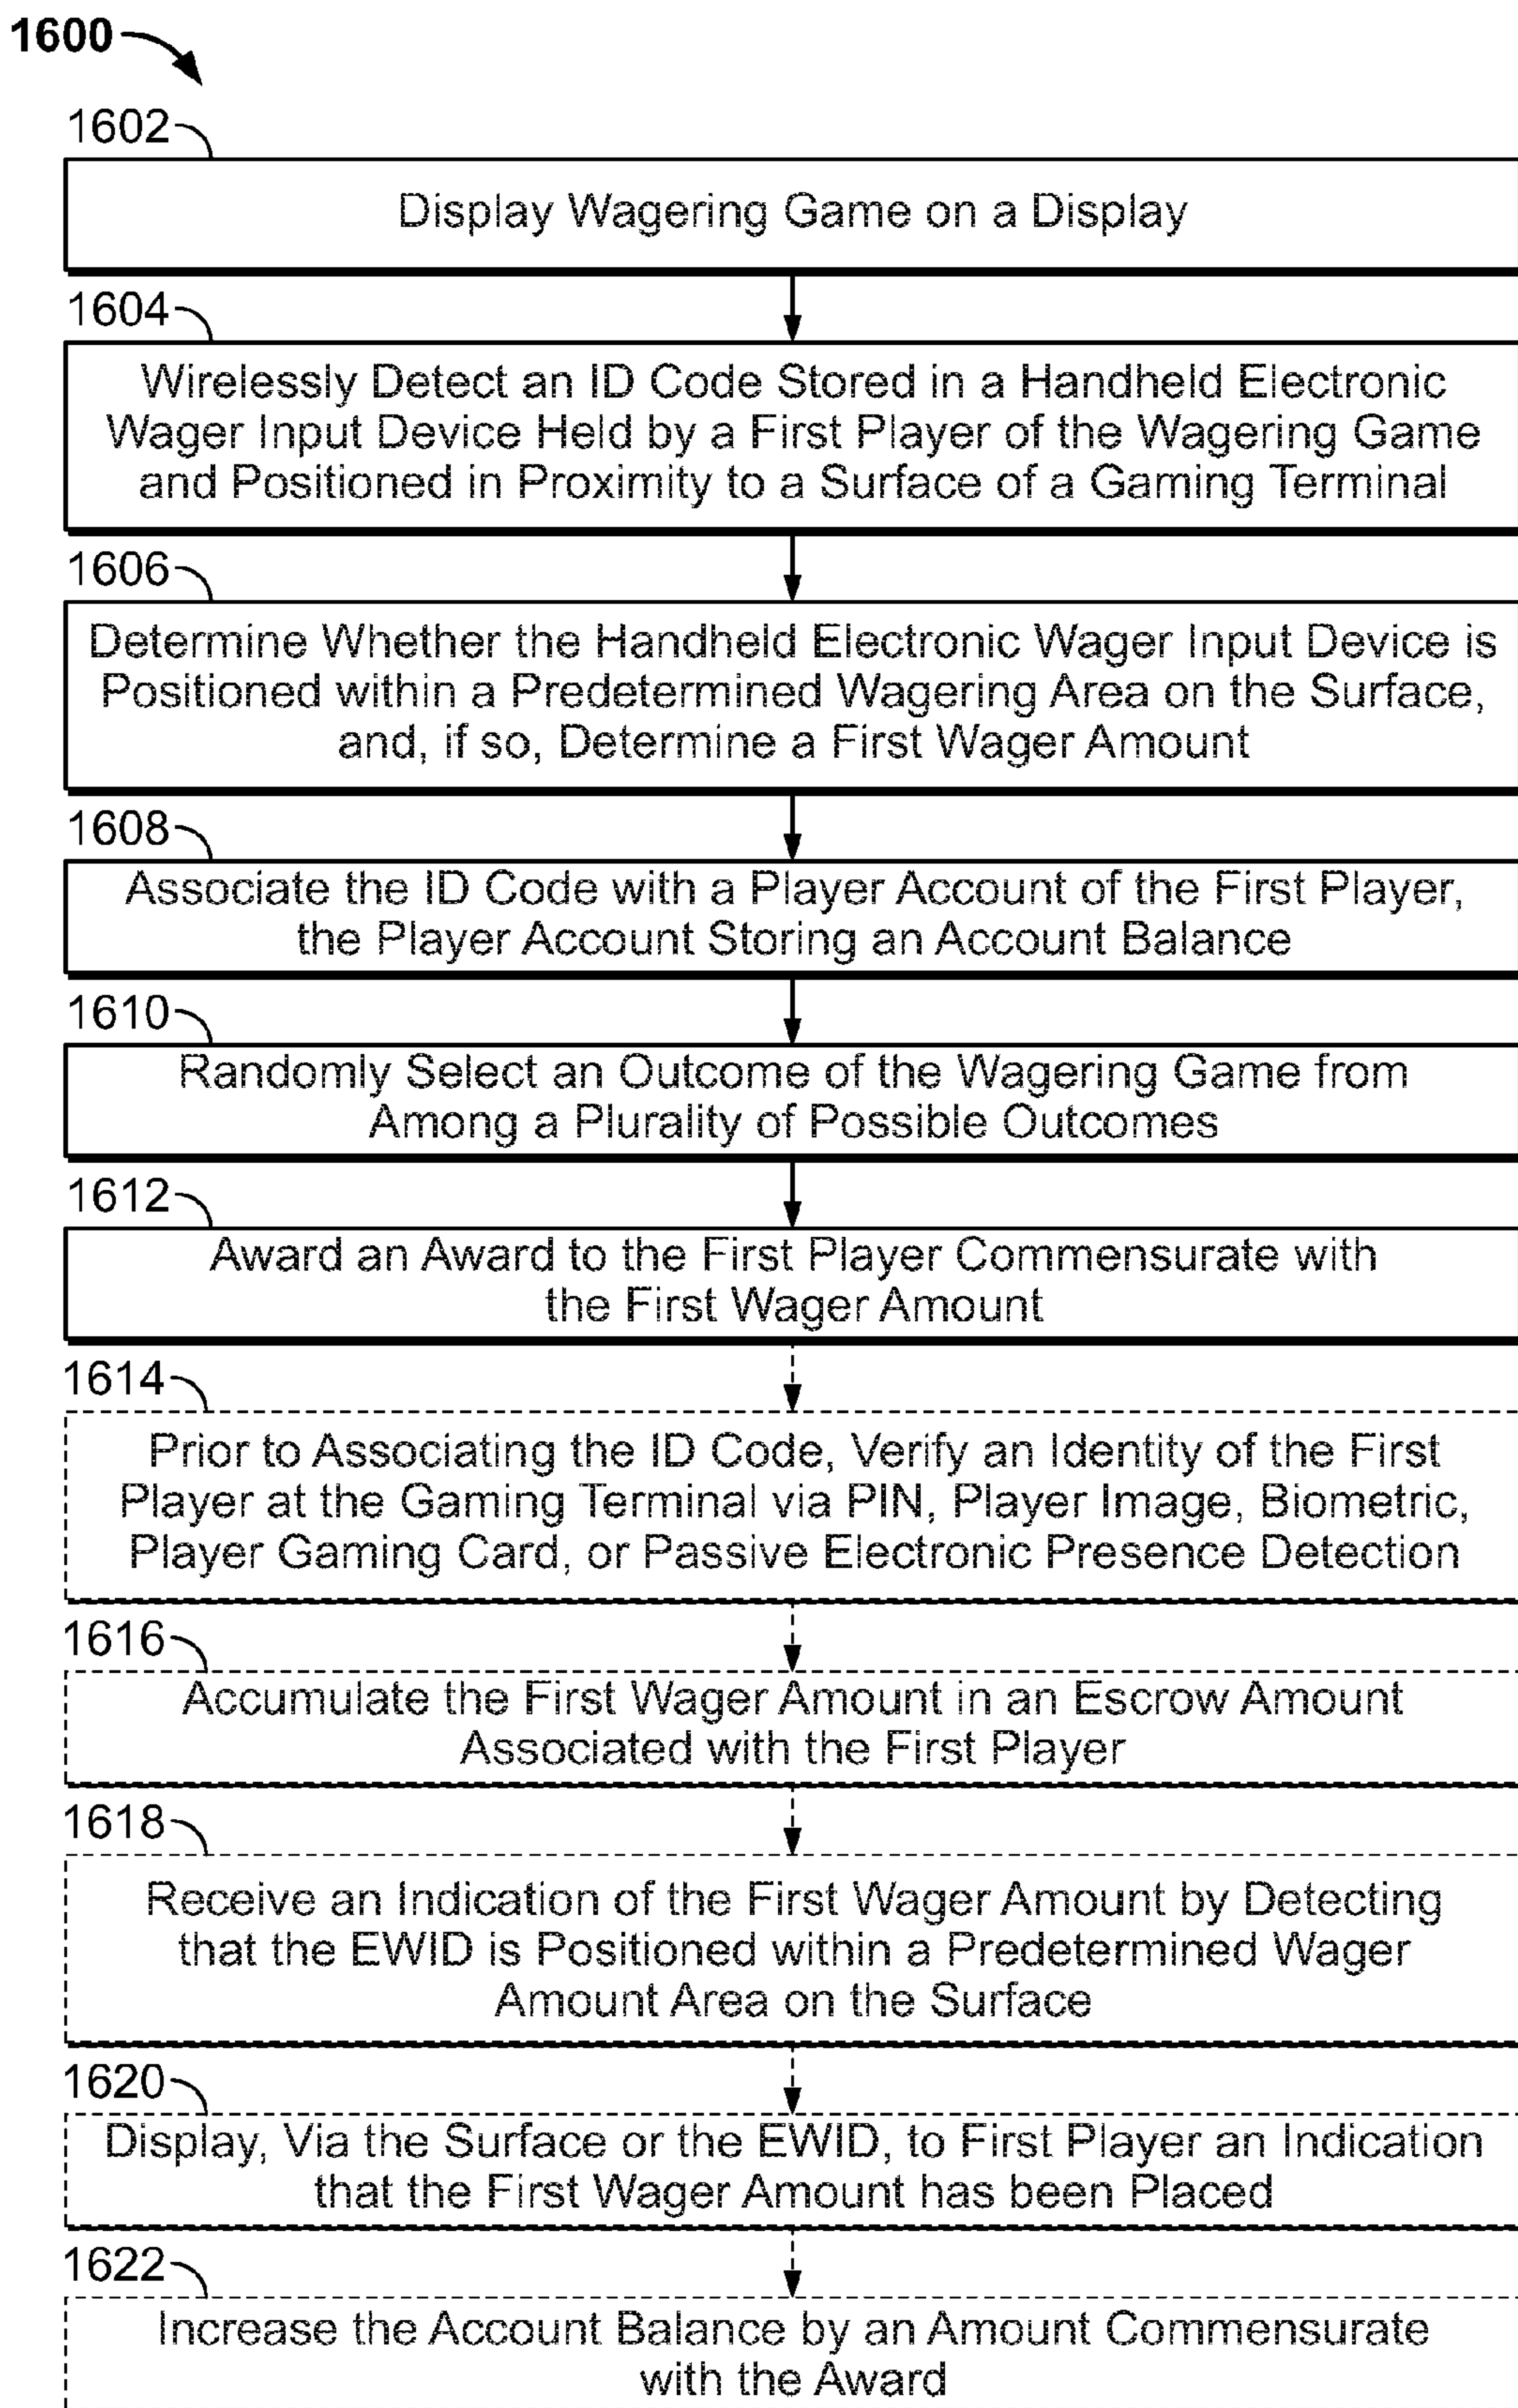 1600
1602
Display Wagering Game on a Display
1604
Wirelessly Detect an ID Code Stored in a Handheld Electronic
Wager Input Device Held by a First Player of the Wagering Game
and Positioned in Proximity to a Surface of a Gaming Terminal
1606
Determine Whether the Handheld Electronic Wager Input Device is
Positioned within a Predetermined Wagering Area on the Surface,
and, if so, Determine a First Wager Amount
1608
Associate the ID Code with a Player Account of the First Player,
the Player Account Storing an Account Balance
1610
Randomly Select an Outcome of the Wagering Game from
Among a Plurality of Possible Outcomes
1612
Award an Award to the First Player Commensurate with
the First Wager Amount
1614
Prior to Associating the ID Code, Verify an Identity of the First
Player at the Gaming Terminal via PIN, Player Image, Biometric,
Player Gaming Card, or Passive Electronic Presence Detection
1616
Accumulate the First Wager Amount in an Escrow Amount
Associated with the First Player
1618
Receive an Indication of the First Wager Amount by Detecting
that the EWID is Positioned within a Predetermined Wager
Amount Area on the Surface
1620
Display, Via the Surface or the EWID, to First Player an Indication
that the First Wager Amount has been Placed
1622
Increase the Account Balance by an Amount Commensurate
with the Award